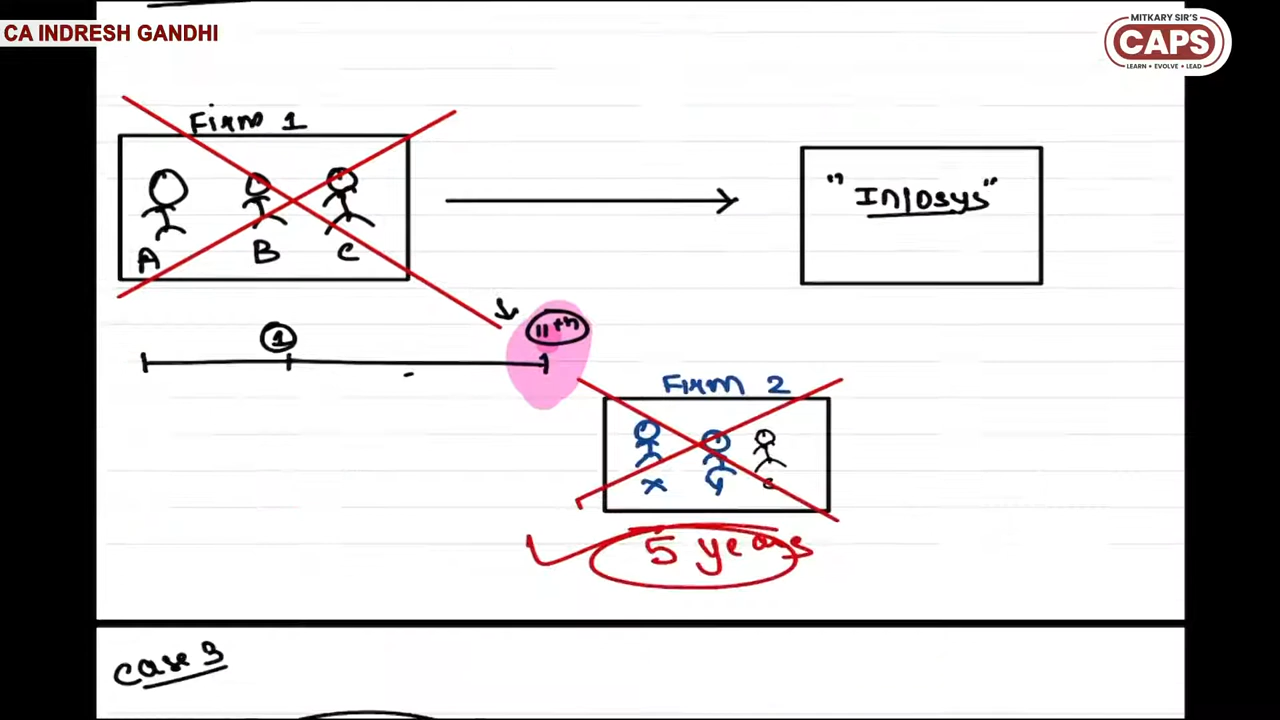 CA INDRESH GANDHI
MITKARY SIR'S
CAPS
LEARN • EVOLVE • LEAD
Firm 1
A B C
"Infosys"
1
11th
Firm 2
X Y C
5 years
Case 3